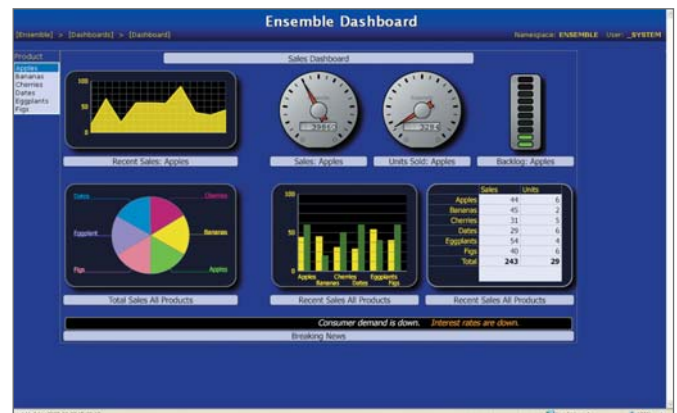 Ensemble Dashboard
[Ensemble] > [Dashboards] > [Dashboard]
Namespace: ENSEMBLE User: _SYSTEM
Product
Apples
Bananas
Cherries
Dates
Eggplants
Figs
Sales Dashboard
100
50
0
Recent Sales: Apples
Sales: Apples
Units Sold: Apples
Backlog: Apples
Dates
Cherries
Eggplant
Bananas
Figs
Apples
Total Sales All Products
100
50
0
Apples Cherries Eggplants
Bananas Dates Figs
Recent Sales All Products
Sales Units
Apples 44 6
Bananas 45 2
Cherries 31 5
Dates 29 6
Eggplants 54 4
Figs 40 6
Total 243 29
Recent Sales All Products
Consumer demand is down. Interest rates are down.
Breaking News